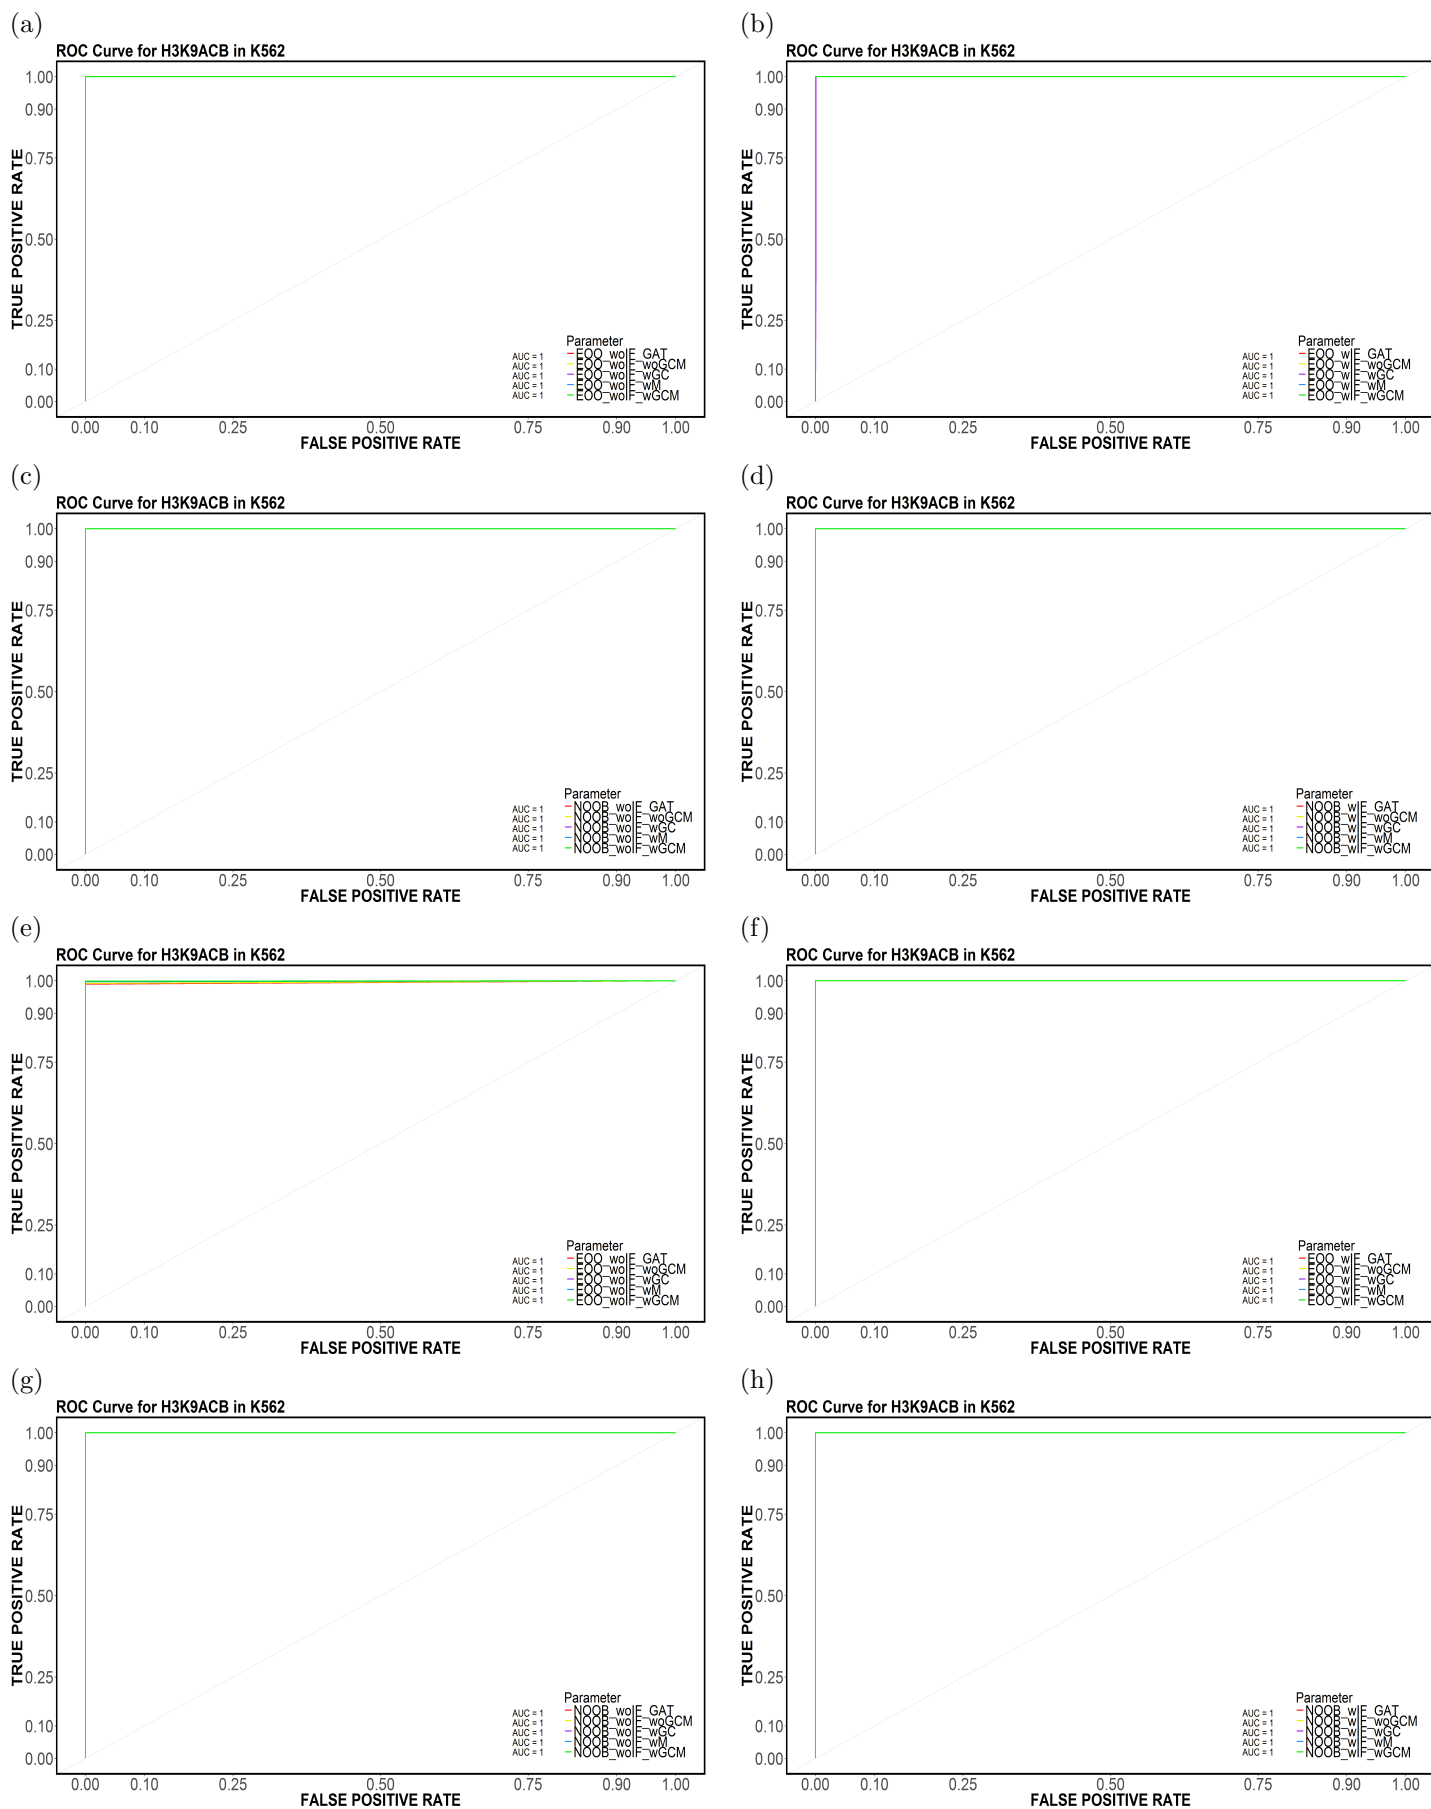 (a)
ROC Curve for H3K9ACB in K562
TRUE POSITIVE RATE
1.00
0.90
0.75
0.50
0.25
0.10
0.00
Parameter
AUC = 1 EOO_woIF_GAT
AUC = 1 EOO_woIF_woGCM
AUC = 1 EOO_woIF_wGC
AUC = 1 EOO_woIF_wM
AUC = 1 EOO_woIF_wGCM
0.00 0.10 0.25 0.50 0.75 0.90 1.00
FALSE POSITIVE RATE
(b)
ROC Curve for H3K9ACB in K562
TRUE POSITIVE RATE
1.00
0.90
0.75
0.50
0.25
0.10
0.00
Parameter
AUC = 1 EOO_wIF_GAT
AUC = 1 EOO_wIF_woGCM
AUC = 1 EOO_wIF_wGC
AUC = 1 EOO_wIF_wM
AUC = 1 EOO_wIF_wGCM
0.00 0.10 0.25 0.50 0.75 0.90 1.00
FALSE POSITIVE RATE
(c)
ROC Curve for H3K9ACB in K562
TRUE POSITIVE RATE
1.00
0.90
0.75
0.50
0.25
0.10
0.00
Parameter
AUC = 1 NOOB_woIF_GAT
AUC = 1 NOOB_woIF_woGCM
AUC = 1 NOOB_woIF_wGC
AUC = 1 NOOB_woIF_wM
AUC = 1 NOOB_woIF_wGCM
0.00 0.10 0.25 0.50 0.75 0.90 1.00
FALSE POSITIVE RATE
(d)
ROC Curve for H3K9ACB in K562
TRUE POSITIVE RATE
1.00
0.90
0.75
0.50
0.25
0.10
0.00
Parameter
AUC = 1 NOOB_wIF_GAT
AUC = 1 NOOB_wIF_woGCM
AUC = 1 NOOB_wIF_wGC
AUC = 1 NOOB_wIF_wM
AUC = 1 NOOB_wIF_wGCM
0.00 0.10 0.25 0.50 0.75 0.90 1.00
FALSE POSITIVE RATE
(e)
ROC Curve for H3K9ACB in K562
TRUE POSITIVE RATE
1.00
0.90
0.75
0.50
0.25
0.10
0.00
Parameter
AUC = 1 EOO_woIF_GAT
AUC = 1 EOO_woIF_woGCM
AUC = 1 EOO_woIF_wGC
AUC = 1 EOO_woIF_wM
AUC = 1 EOO_woIF_wGCM
0.00 0.10 0.25 0.50 0.75 0.90 1.00
FALSE POSITIVE RATE
(f)
ROC Curve for H3K9ACB in K562
TRUE POSITIVE RATE
1.00
0.90
0.75
0.50
0.25
0.10
0.00
Parameter
AUC = 1 EOO_wIF_GAT
AUC = 1 EOO_wIF_woGCM
AUC = 1 EOO_wIF_wGC
AUC = 1 EOO_wIF_wM
AUC = 1 EOO_wIF_wGCM
0.00 0.10 0.25 0.50 0.75 0.90 1.00
FALSE POSITIVE RATE
(g)
ROC Curve for H3K9ACB in K562
TRUE POSITIVE RATE
1.00
0.90
0.75
0.50
0.25
0.10
0.00
Parameter
AUC = 1 NOOB_woIF_GAT
AUC = 1 NOOB_woIF_woGCM
AUC = 1 NOOB_woIF_wGC
AUC = 1 NOOB_woIF_wM
AUC = 1 NOOB_woIF_wGCM
0.00 0.10 0.25 0.50 0.75 0.90 1.00
FALSE POSITIVE RATE
(h)
ROC Curve for H3K9ACB in K562
TRUE POSITIVE RATE
1.00
0.90
0.75
0.50
0.25
0.10
0.00
Parameter
AUC = 1 NOOB_wIF_GAT
AUC = 1 NOOB_wIF_woGCM
AUC = 1 NOOB_wIF_wGC
AUC = 1 NOOB_wIF_wM
AUC = 1 NOOB_wIF_wGCM
0.00 0.10 0.25 0.50 0.75 0.90 1.00
FALSE POSITIVE RATE